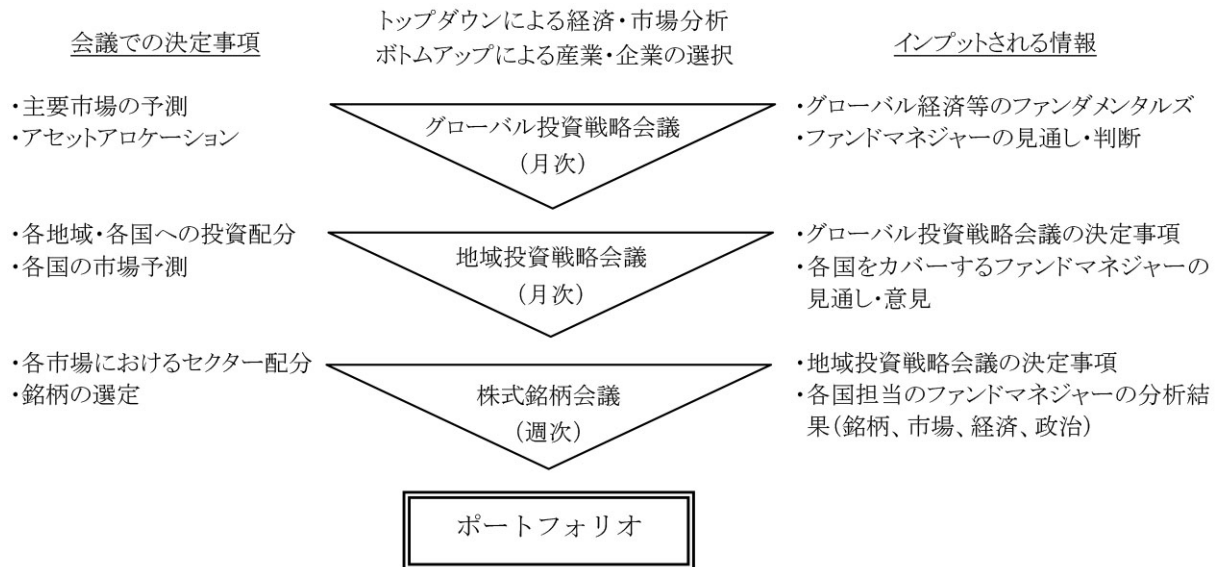 トップダウンによる経済・市場分析
ボトムアップによる産業・企業の選択
会議での決定事項
インプットされる情報
・主要市場の予測
・アセットアロケーション
グローバル投資戦略会議
(月次)
・グローバル経済等のファンダメンタルズ
・ファンドマネジャーの見通し・判断
・各地域・各国への投資配分
・各国の市場予測
地域投資戦略会議
(月次)
・グローバル投資戦略会議の決定事項
・各国をカバーするファンドマネジャーの
見通し・意見
・各市場におけるセクター配分
・銘柄の選定
株式銘柄会議
(週次)
・地域投資戦略会議の決定事項
・各国担当のファンドマネジャーの分析結
果(銘柄、市場、経済、政治)
ポートフォリオ